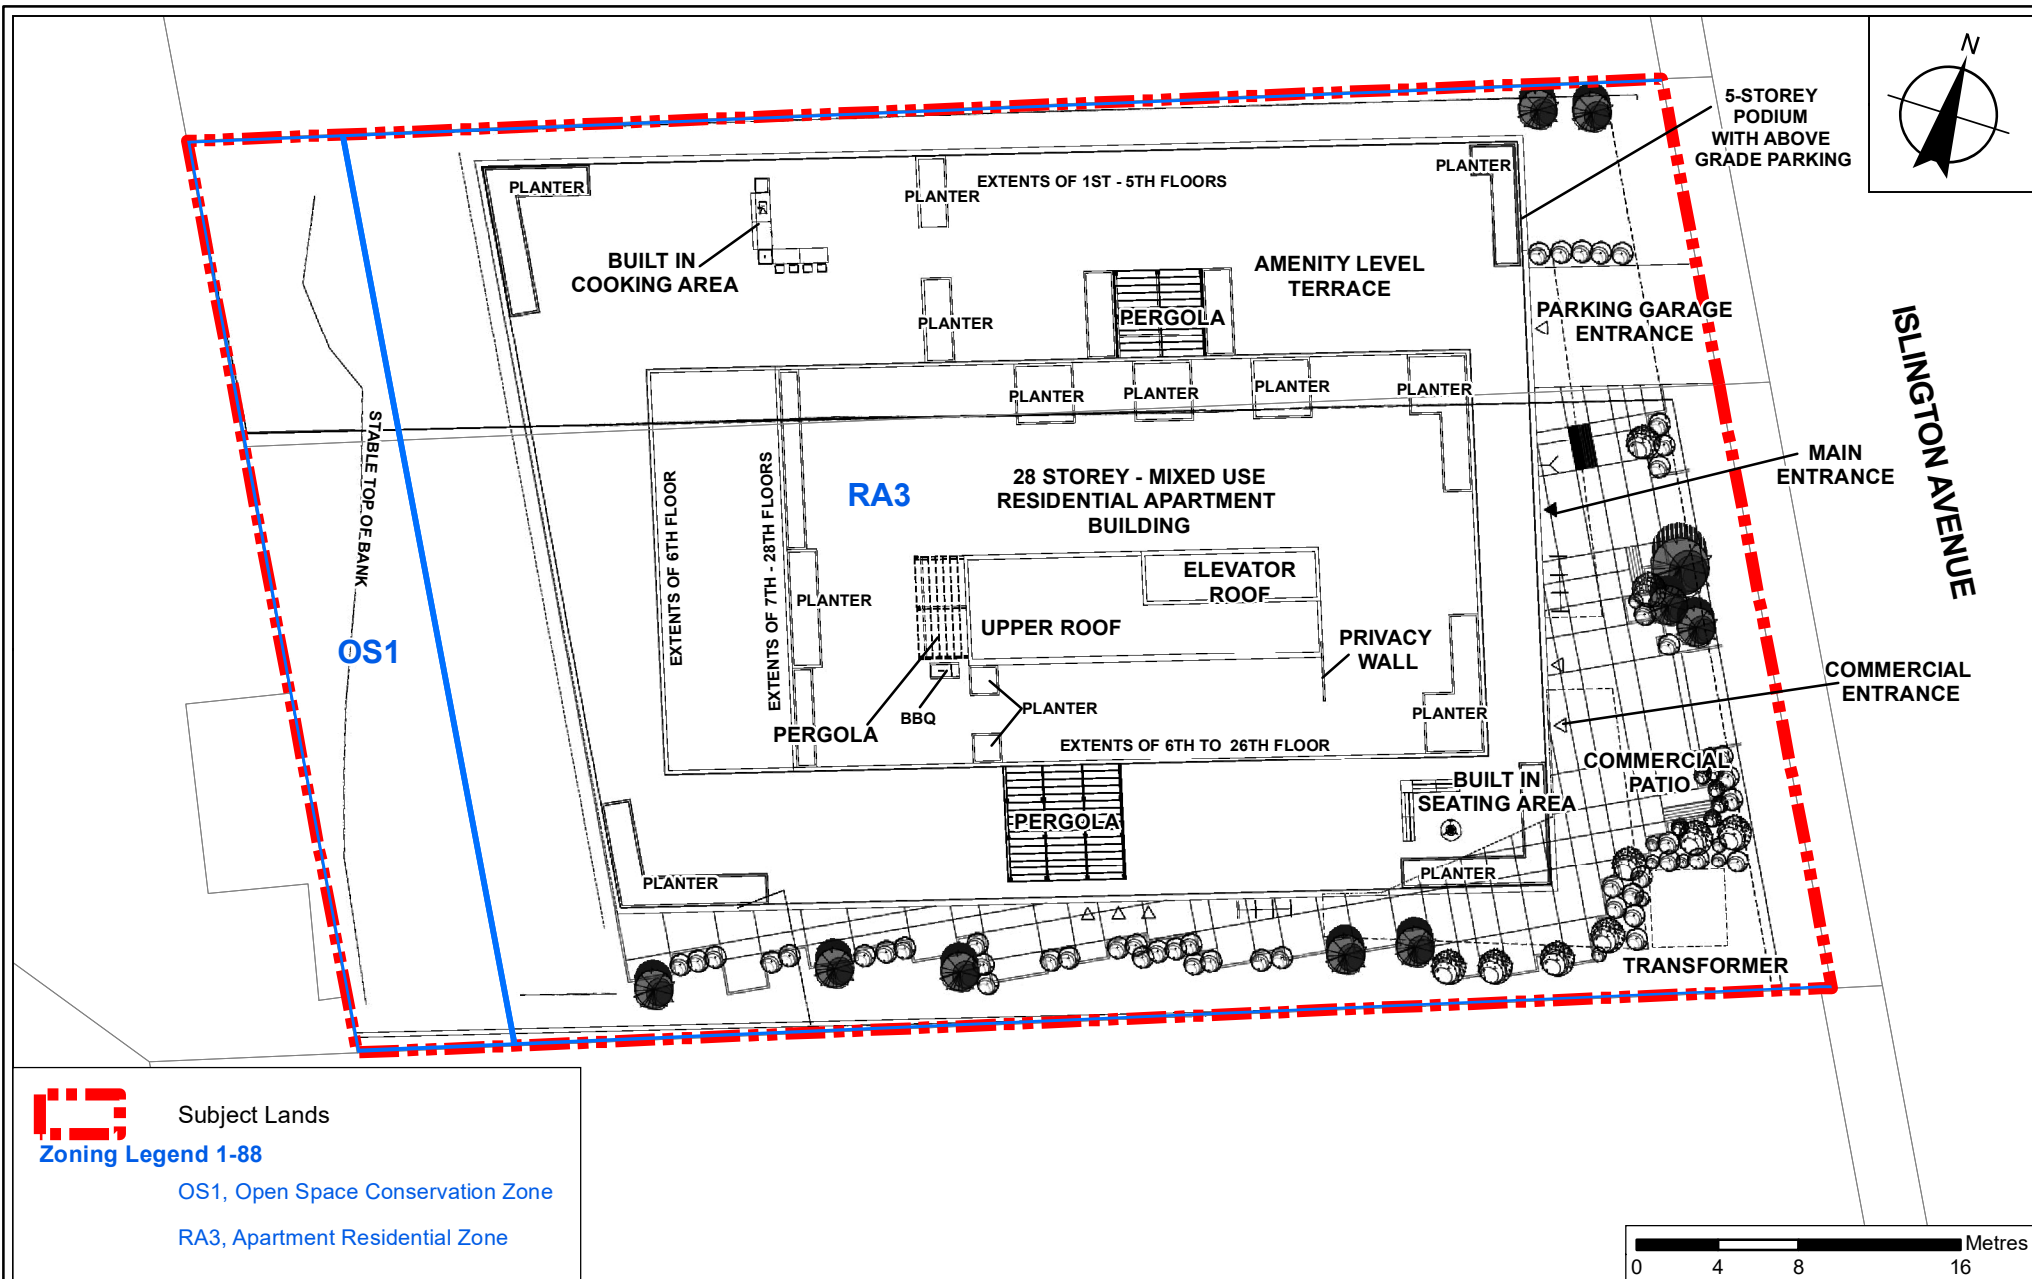 N
5-STOREY
PODIUM
WITH ABOVE
GRADE PARKING
PLANTER
PLANTER
EXTENTS OF 1ST - 5TH FLOORS
PLANTER
BUILT IN
COOKING AREA
AMENITY LEVEL
TERRACE
PLANTER
PERGOLA
PARKING GARAGE
ENTRANCE
ISLINGTON AVENUE
PLANTER
PLANTER
PLANTER
PLANTER
STABLE TOP OF BANK
EXTENTS OF 6TH FLOOR
EXTENTS OF 7TH - 28TH FLOORS
RA3
28 STOREY - MIXED USE
RESIDENTIAL APARTMENT
BUILDING
MAIN
ENTRANCE
ELEVATOR
ROOF
PLANTER
UPPER ROOF
PRIVACY
WALL
OS1
COMMERCIAL
ENTRANCE
PERGOLA
BBQ
PLANTER
PLANTER
EXTENTS OF 6TH TO 26TH FLOOR
COMMERCIAL
PATIO
BUILT IN
SEATING AREA
PERGOLA
PLANTER
PLANTER
TRANSFORMER
Subject Lands
Zoning Legend 1-88
OS1, Open Space Conservation Zone
RA3, Apartment Residential Zone
Metres
0 4 8 16